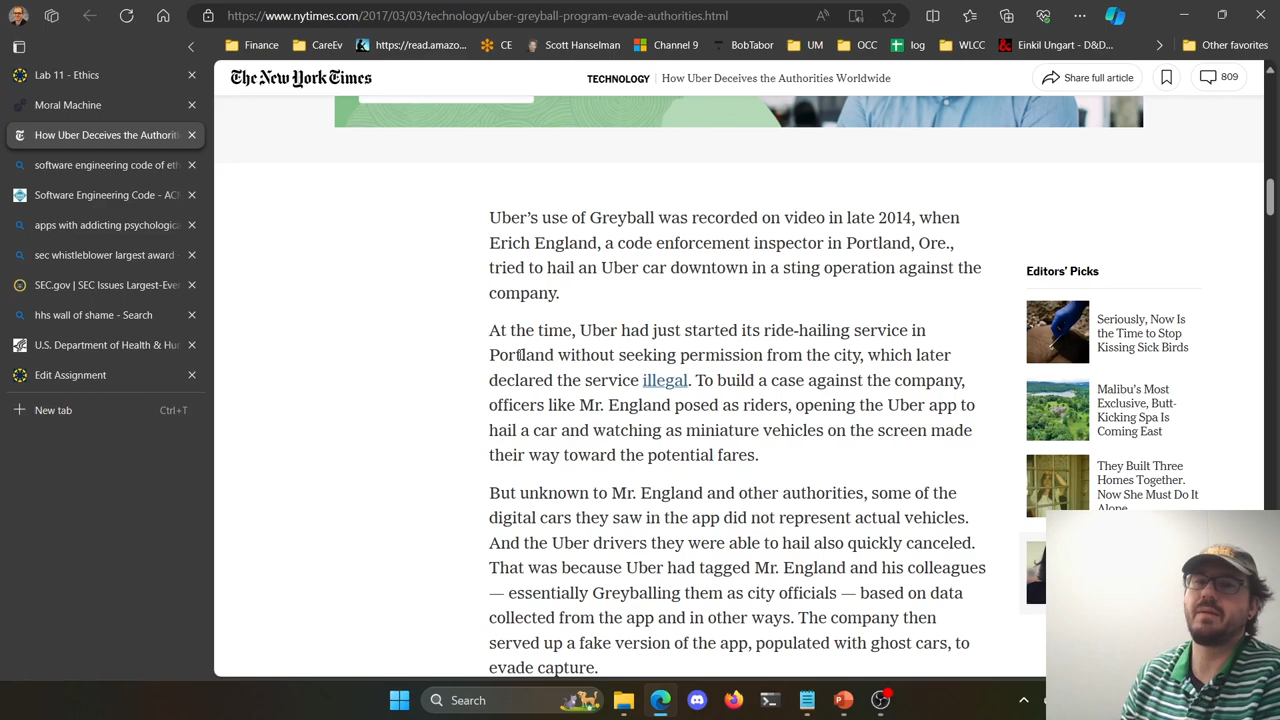 https://www.nytimes.com/2017/03/03/technology/uber-greyball-program-evade-authorities.html
Finance
CareEv
https://read.amazo...
CE
Scott Hanselman
Channel 9
BobTabor
UM
OCC
log
WLCC
Einkil Ungart - D&D...
Other favorites
Lab 11 - Ethics
Moral Machine
How Uber Deceives the Authoriti
software engineering code of eth
Software Engineering Code - ACM
apps with addicting psychologica
sec whistleblower largest award -
SEC.gov | SEC Issues Largest-Eve
hhs wall of shame - Search
U.S. Department of Health & Hu
Edit Assignment
New tab
Ctrl+T
The New York Times
TECHNOLOGY | How Uber Deceives the Authorities Worldwide
Share full article
809
Uber's use of Greyball was recorded on video in late 2014, when
Erich England, a code enforcement inspector in Portland, Ore.,
tried to hail an Uber car downtown in a sting operation against the
company.
At the time, Uber had just started its ride-hailing service in
Portland without seeking permission from the city, which later
declared the service illegal. To build a case against the company,
officers like Mr. England posed as riders, opening the Uber app to
hail a car and watching as miniature vehicles on the screen made
their way toward the potential fares.
But unknown to Mr. England and other authorities, some of the
digital cars they saw in the app did not represent actual vehicles.
And the Uber drivers they were able to hail also quickly canceled.
That was because Uber had tagged Mr. England and his colleagues
— essentially Greyballing them as city officials — based on data
collected from the app and in other ways. The company then
served up a fake version of the app, populated with ghost cars, to
evade capture.
Editors' Picks
Seriously, Now Is
the Time to Stop
Kissing Sick Birds
Malibu's Most
Exclusive, Butt-
Kicking Spa Is
Coming East
They Built Three
Homes Together.
Now She Must Do It
Alone.
Search